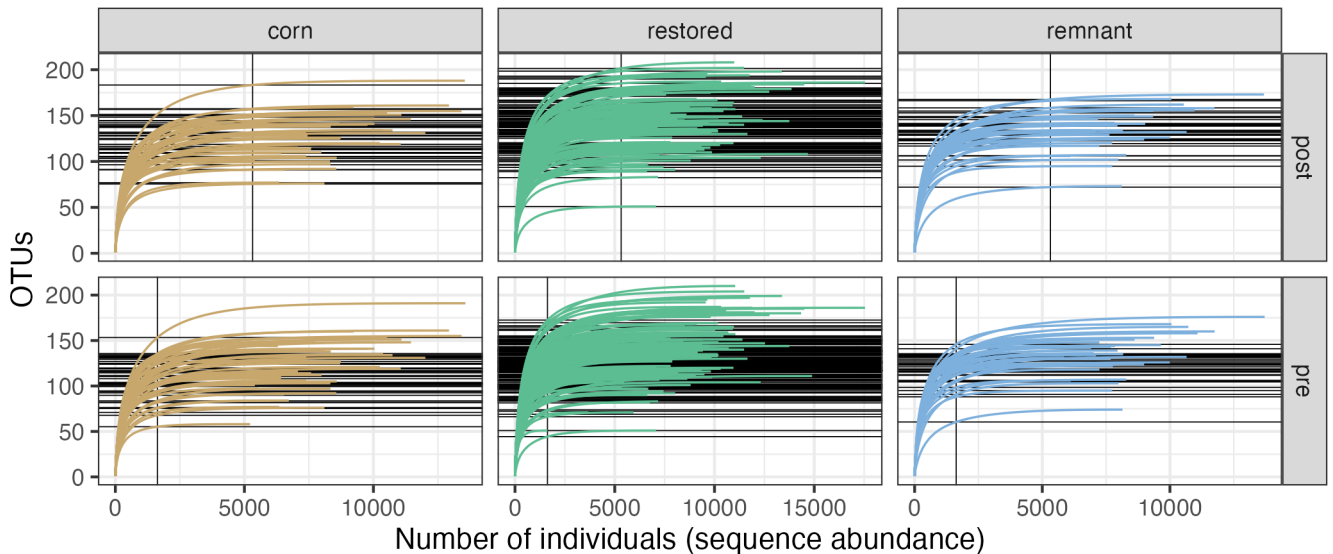 corn
restored
remnant
200
150
100
50
0
post
200
150
100
50
0
pre
0 5000 10000
0 5000 10000 15000
0 5000 10000
OTUs
Number of individuals (sequence abundance)